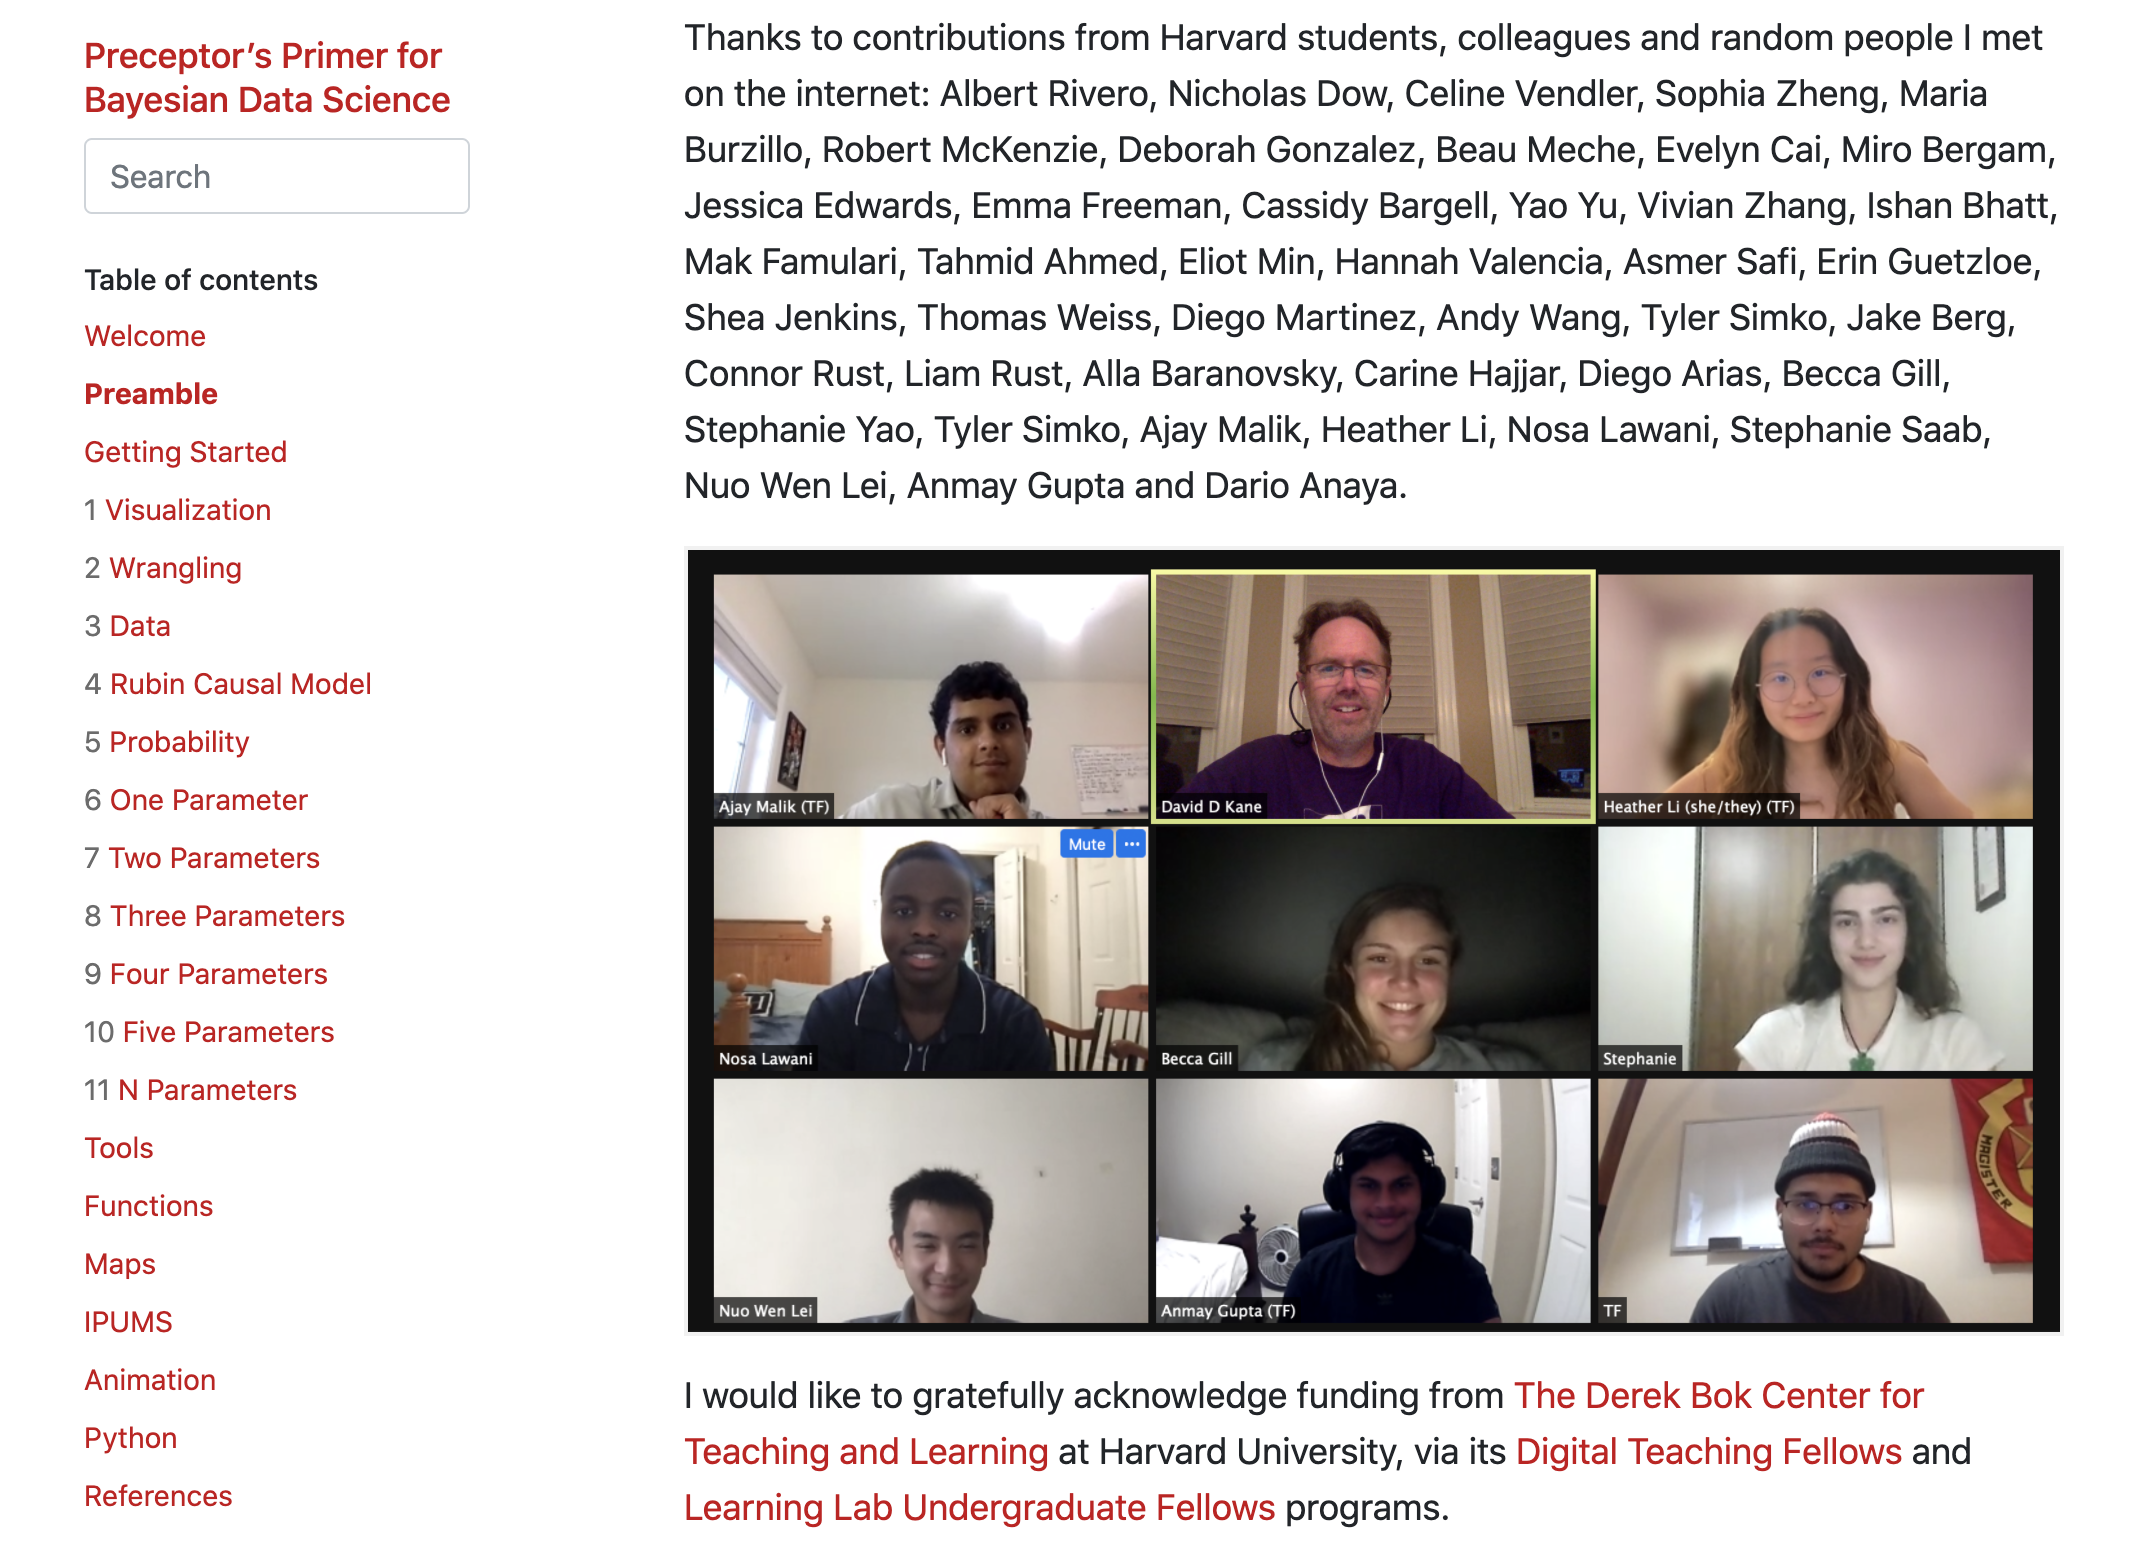 Preceptor's Primer for
Bayesian Data Science
Search
Table of contents
Welcome
Preamble
Getting Started
1 Visualization
2 Wrangling
3 Data
4 Rubin Causal Model
5 Probability
6 One Parameter
7 Two Parameters
8 Three Parameters
9 Four Parameters
10 Five Parameters
11 N Parameters
Tools
Functions
Maps
IPUMS
Animation
Python
References
Thanks to contributions from Harvard students, colleagues and random people I met
on the internet: Albert Rivero, Nicholas Dow, Celine Vendler, Sophia Zheng, Maria
Burzillo, Robert McKenzie, Deborah Gonzalez, Beau Meche, Evelyn Cai, Miro Bergam,
Jessica Edwards, Emma Freeman, Cassidy Bargell, Yao Yu, Vivian Zhang, Ishan Bhatt,
Mak Famulari, Tahmid Ahmed, Eliot Min, Hannah Valencia, Asmer Safi, Erin Guetzloe,
Shea Jenkins, Thomas Weiss, Diego Martinez, Andy Wang, Tyler Simko, Jake Berg,
Connor Rust, Liam Rust, Alla Baranovsky, Carine Hajjar, Diego Arias, Becca Gill,
Stephanie Yao, Tyler Simko, Ajay Malik, Heather Li, Nosa Lawani, Stephanie Saab,
Nuo Wen Lei, Anmay Gupta and Dario Anaya.
Ajay Malik (TF)
David D Kane
Heather Li (she/they) (TF)
Mute ...
H
Nosa Lawani
Becca Gill
Stephanie
MAGISTER
Nuo Wen Lei
Anmay Gupta (TF)
TF
I would like to gratefully acknowledge funding from The Derek Bok Center for
Teaching and Learning at Harvard University, via its Digital Teaching Fellows and
Learning Lab Undergraduate Fellows programs.